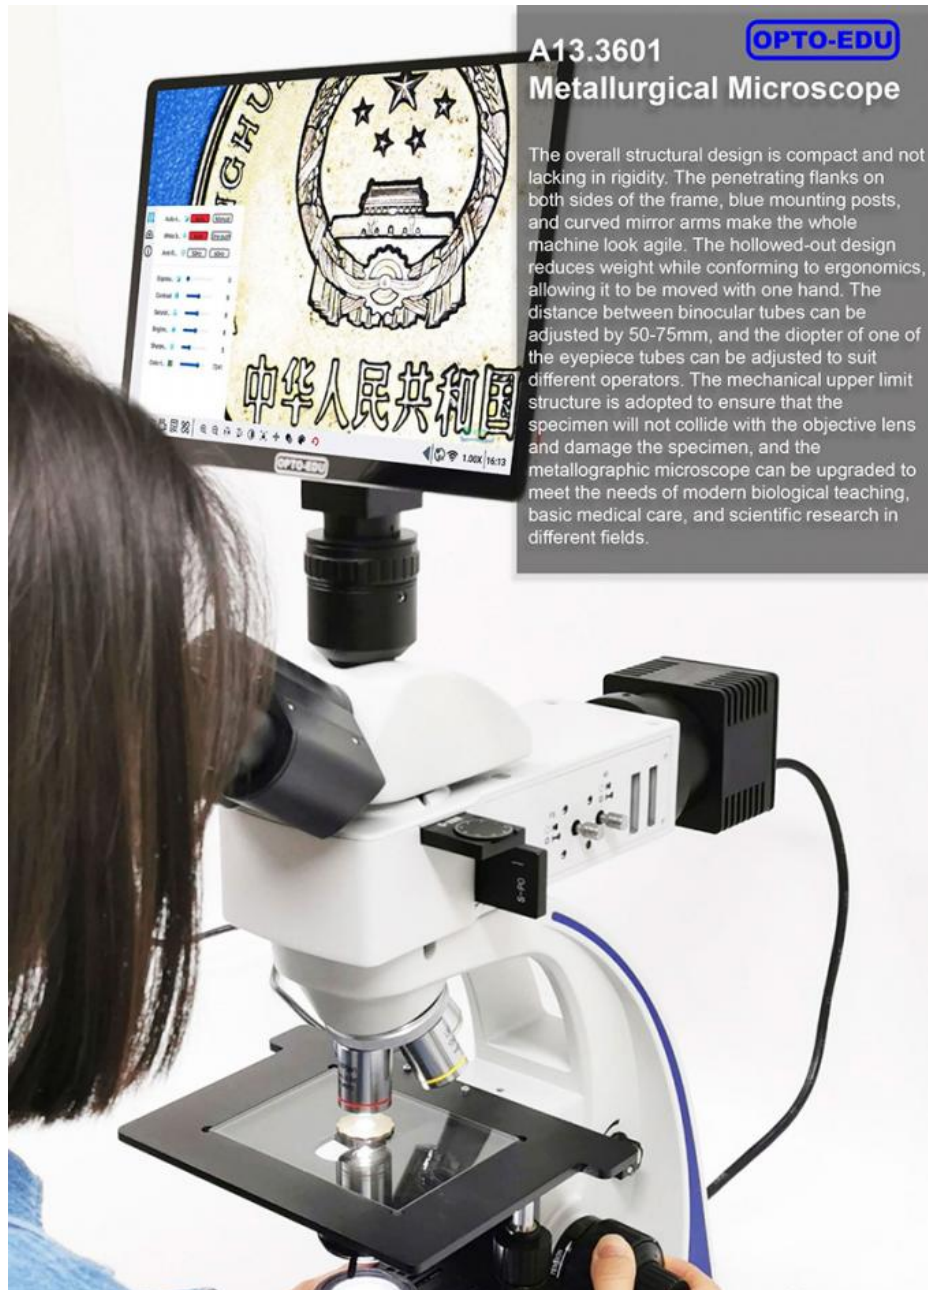 A13.3601
OPTO-EDU
Metallurgical Microscope
The overall structural design is compact and not
lacking in rigidity. The penetrating flanks on
both sides of the frame, blue mounting posts,
and curved mirror arms make the whole
machine look agile. The hollowed-out design
reduces weight while conforming to ergonomics,
allowing it to be moved with one hand. The
distance between binocular tubes can be
adjusted by 50-75mm, and the diopter of one of
the eyepiece tubes can be adjusted to suit
different operators. The mechanical upper limit
structure is adopted to ensure that the
specimen will not collide with the objective lens
and damage the specimen, and the
metallographic microscope can be upgraded to
meet the needs of modern biological teaching,
basic medical care, and scientific research in
different fields.
NGHU
中华人民共和国
Contrast
1.00X 16:13
OPTO-EDU